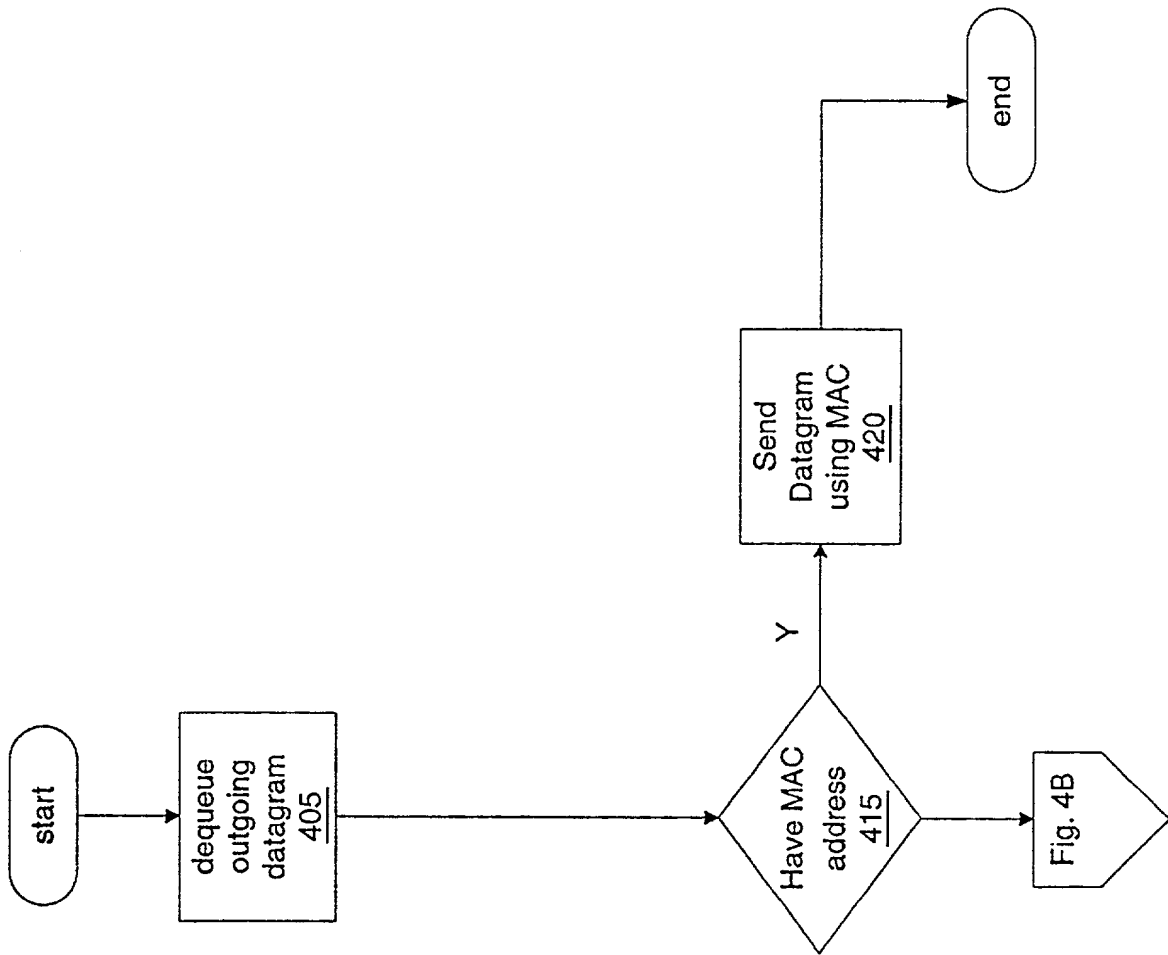 start
dequeue
outgoing
datagram
405
Have MAC
address
415
Y
Send
Datagram
using MAC
420
end
Fig. 4B